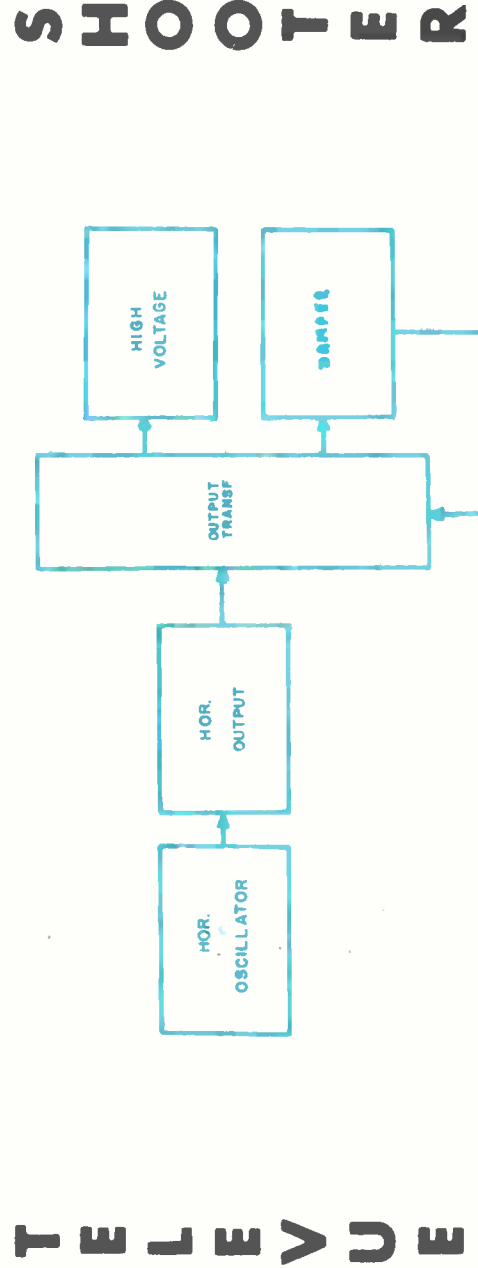 TELEVUE
HOR.
OSCILLATOR
HOR.
OUTPUT
OUTPUT
TRANSF
HIGH
VOLTAGE
DAMPER
SHOOTER